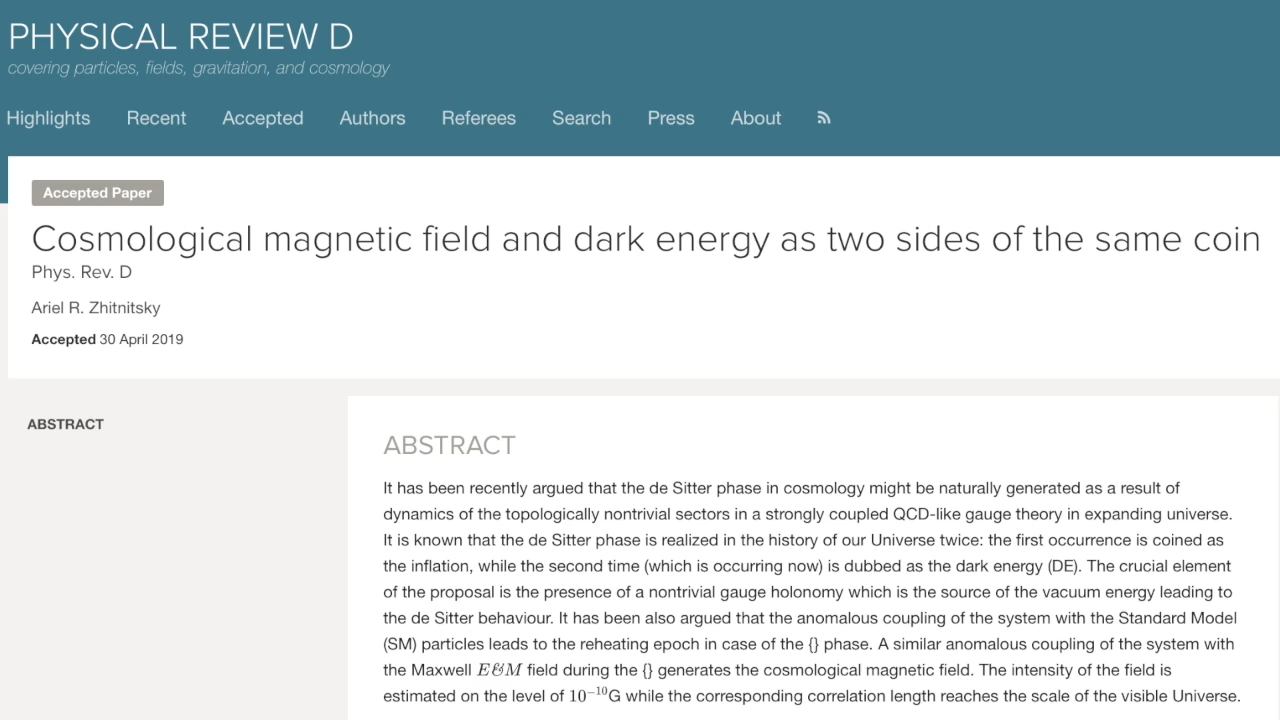 PHYSICAL REVIEW D
covering particles, fields, gravitation, and cosmology
Highlights Recent Accepted Authors Referees Search Press About
Accepted Paper
Cosmological magnetic field and dark energy as two sides of the same coin
Phys. Rev. D
Ariel R. Zhitnitsky
Accepted 30 April 2019
ABSTRACT
ABSTRACT
It has been recently argued that the de Sitter phase in cosmology might be naturally generated as a result of
dynamics of the topologically nontrivial sectors in a strongly coupled QCD-like gauge theory in expanding universe.
It is known that the de Sitter phase is realized in the history of our Universe twice: the first occurrence is coined as
the inflation, while the second time (which is occurring now) is dubbed as the dark energy (DE). The crucial element
of the proposal is the presence of a nontrivial gauge holonomy which is the source of the vacuum energy leading to
the de Sitter behaviour. It has been also argued that the anomalous coupling of the system with the Standard Model
(SM) particles leads to the reheating epoch in case of the {} phase. A similar anomalous coupling of the system with
the Maxwell E&M field during the {} generates the cosmological magnetic field. The intensity of the field is
estimated on the level of 10⁻¹⁰G while the corresponding correlation length reaches the scale of the visible Universe.